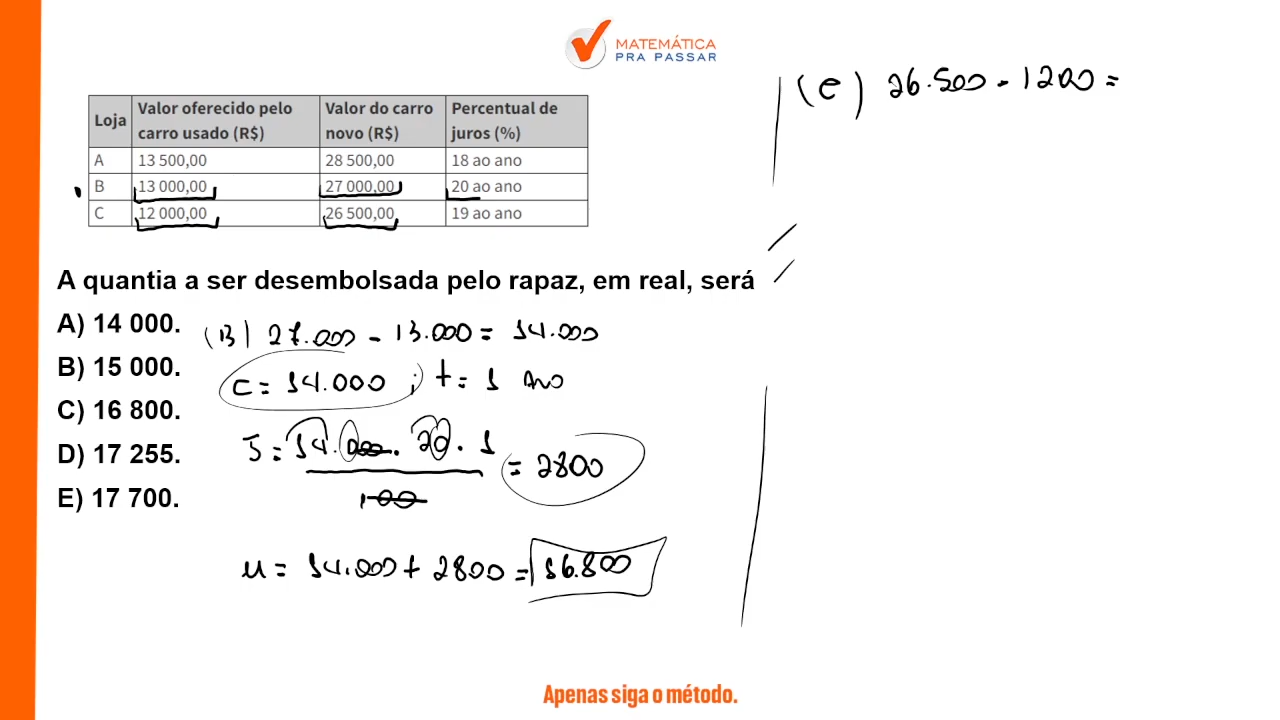 MATEMÁTICA
PRA PASSAR
Loja Valor oferecido pelo carro usado (R$) Valor do carro novo (R$) Percentual de juros (%)
A 13 500,00 28 500,00 18 ao ano
B 13 000,00 27 000,00 20 ao ano
C 12 000,00 26 500,00 19 ao ano
A quantia a ser desembolsada pelo rapaz, em real, será
A) 14 000.
B) 15 000.
C) 16 800.
D) 17 255.
E) 17 700.
(B) 27.000 - 13.000 = 14.000
C = 14.000 ; t = 1 ano
J = 14.000 . 20 . 1
100
= 2800
M = 14.000 + 2800 = 16.800
(C) 26.500 - 1200 =
Apenas siga o método.